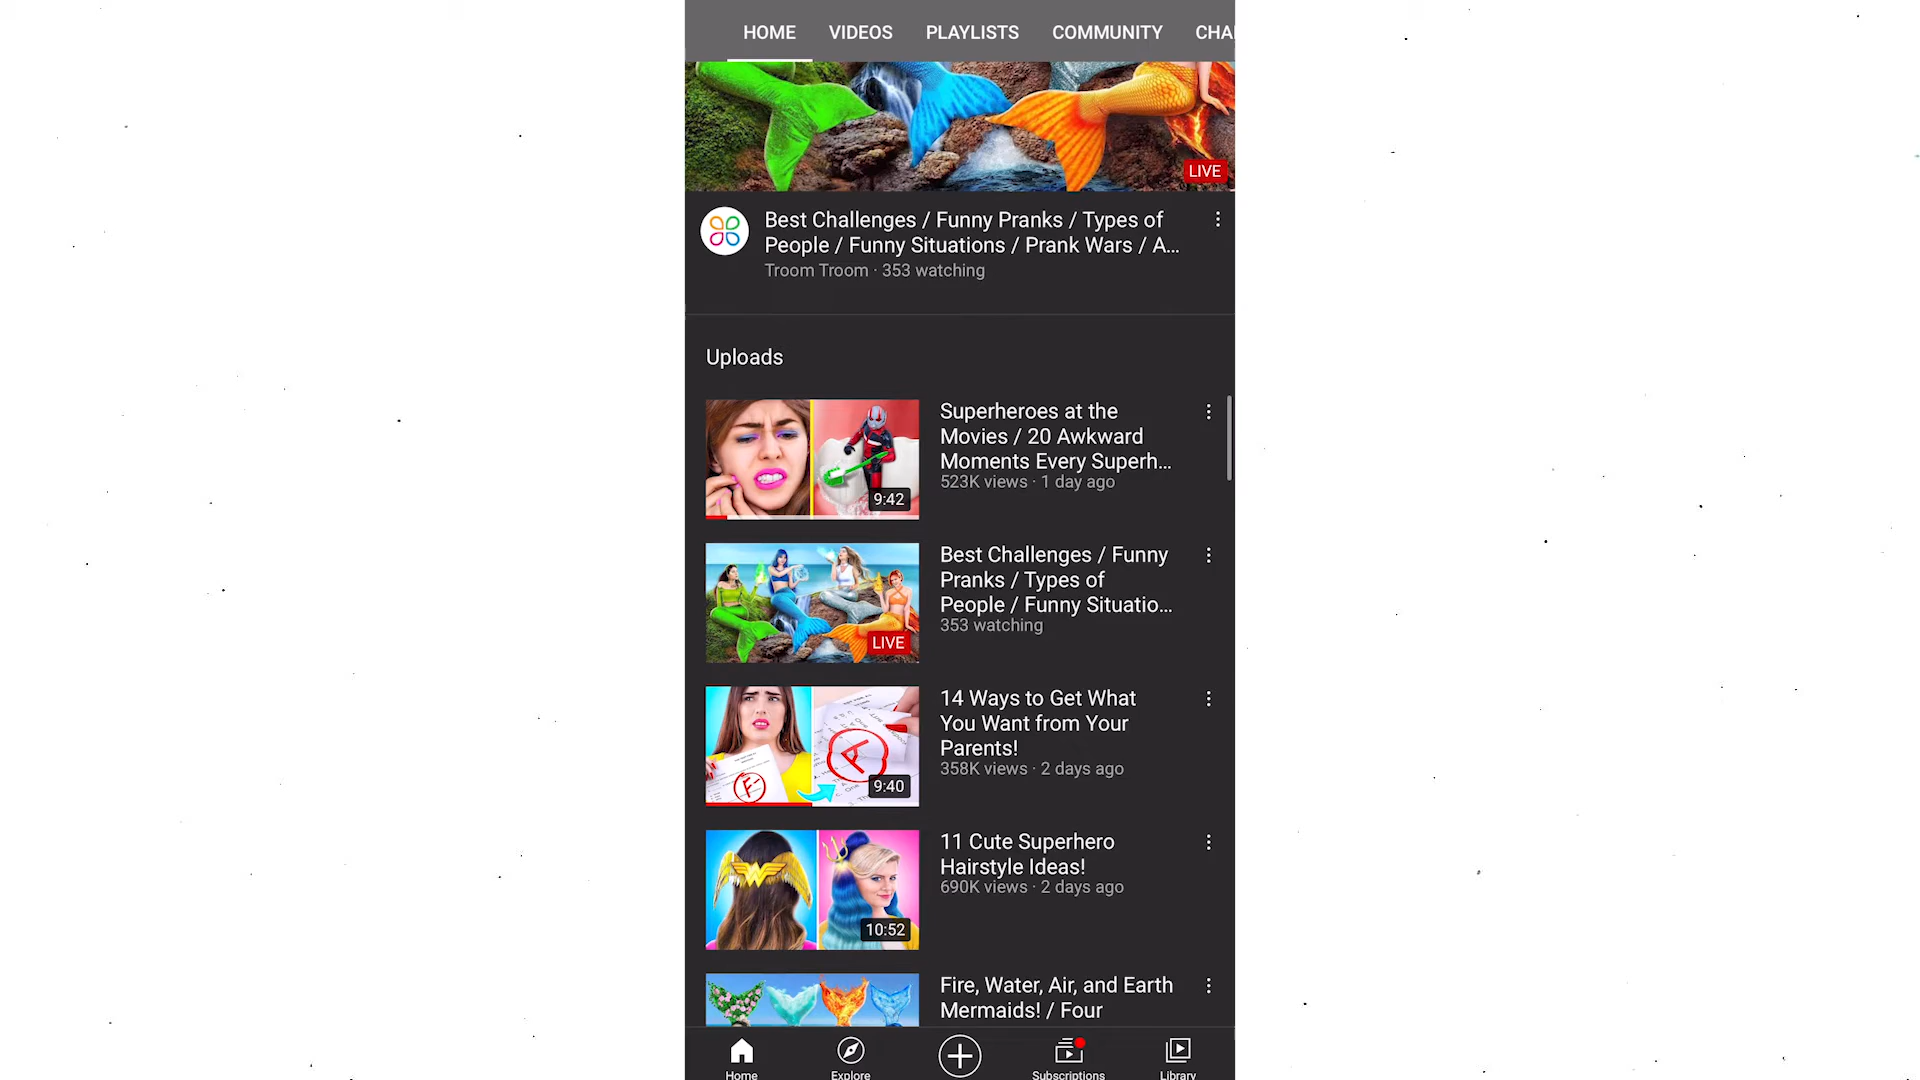 HOME VIDEOS PLAYLISTS COMMUNITY CHA
LIVE
Best Challenges / Funny Pranks / Types of
People / Funny Situations / Prank Wars / A...
Troom Troom · 353 watching
Uploads
9:42
Superheroes at the
Movies / 20 Awkward
Moments Every Superh...
523K views · 1 day ago
LIVE
Best Challenges / Funny
Pranks / Types of
People / Funny Situatio...
353 watching
F-
A
9:40
14 Ways to Get What
You Want from Your
Parents!
358K views · 2 days ago
W
10:52
11 Cute Superhero
Hairstyle Ideas!
690K views · 2 days ago
Fire, Water, Air, and Earth
Mermaids! / Four
Home Explore Subscriptions Library